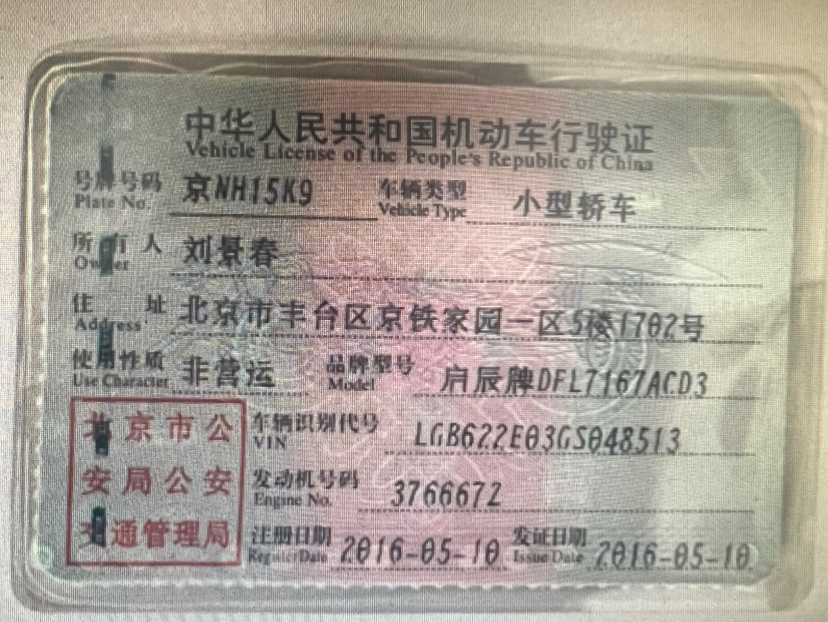 中华人民共和国机动车行驶证
Vehicle License of the People's Republic of China
号牌号码 京NH15K9 车辆类型 小型轿车
Plate No. Vehicle Type
所有人 刘景春
Owner
住址 北京市丰台区京铁家园一区5楼1702号
Address
使用性质 非营运 品牌型号 启辰牌DFL7167ACD3
Use Character Model
北京市公
安局公安
交通管理局
车辆识别代号 LGB622E03GS048513
VIN
发动机号码 376667Z
Engine No.
注册日期 2016-05-10 发证日期 2016-05-10
Register Date Issue Date